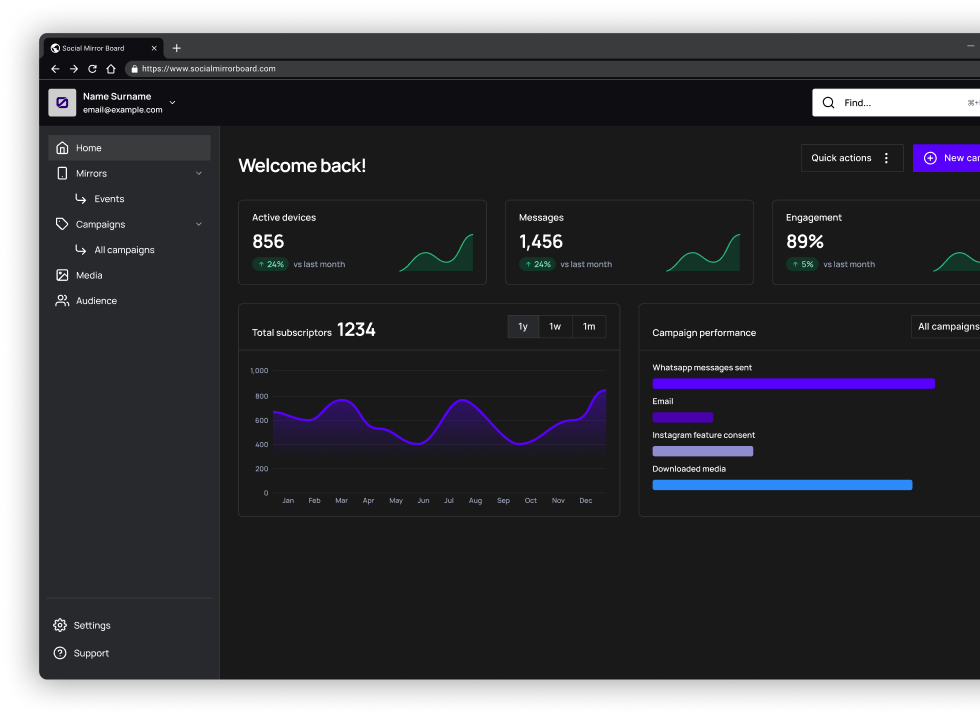 Social Mirror Board
https://www.socialmirrorboard.com
Name Surname
email@example.com
Find...
Home
Mirrors
Events
Campaigns
All campaigns
Media
Audience
Settings
Support
Welcome back!
Quick actions
New
Active devices
856
↑ 24% vs last month
Messages
1,456
↑ 24% vs last month
Engagement
89%
↑ 5% vs last month
Total subscriptors 1234
1y 1w 1m
1,000
800
600
400
200
0
Jan Feb Mar Apr May Jun Jul Aug Sep Oct Nov Dec
Campaign performance
All campaigns
Whatsapp messages sent
Email
Instagram feature consent
Downloaded media